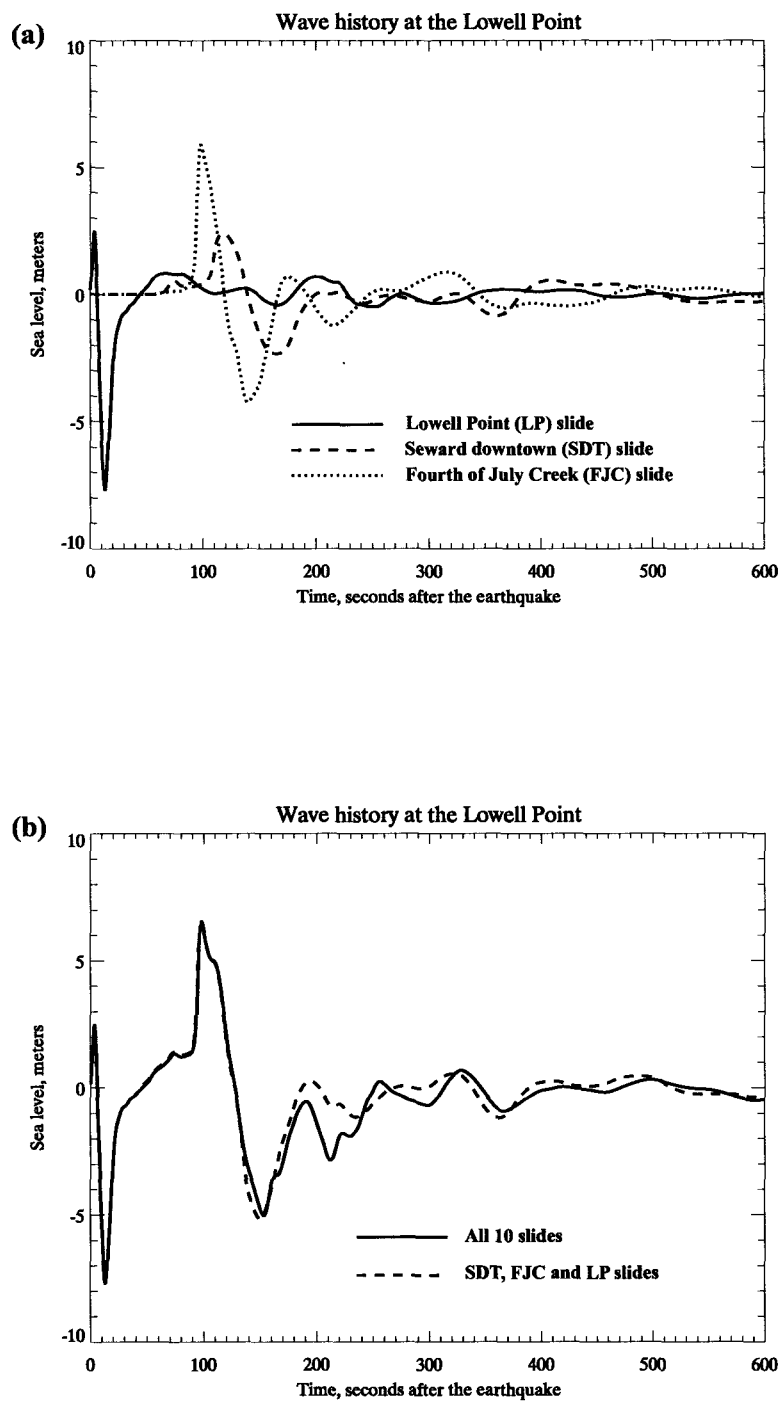 (a)
Wave history at the Lowell Point
10
5
0
-5
-10
Sea level, meters
Lowell Point (LP) slide
Seward downtown (SDT) slide
Fourth of July Creek (FJC) slide
0 100 200 300 400 500 600
Time, seconds after the earthquake
(b)
Wave history at the Lowell Point
10
5
0
-5
-10
Sea level, meters
All 10 slides
SDT, FJC and LP slides
0 100 200 300 400 500 600
Time, seconds after the earthquake